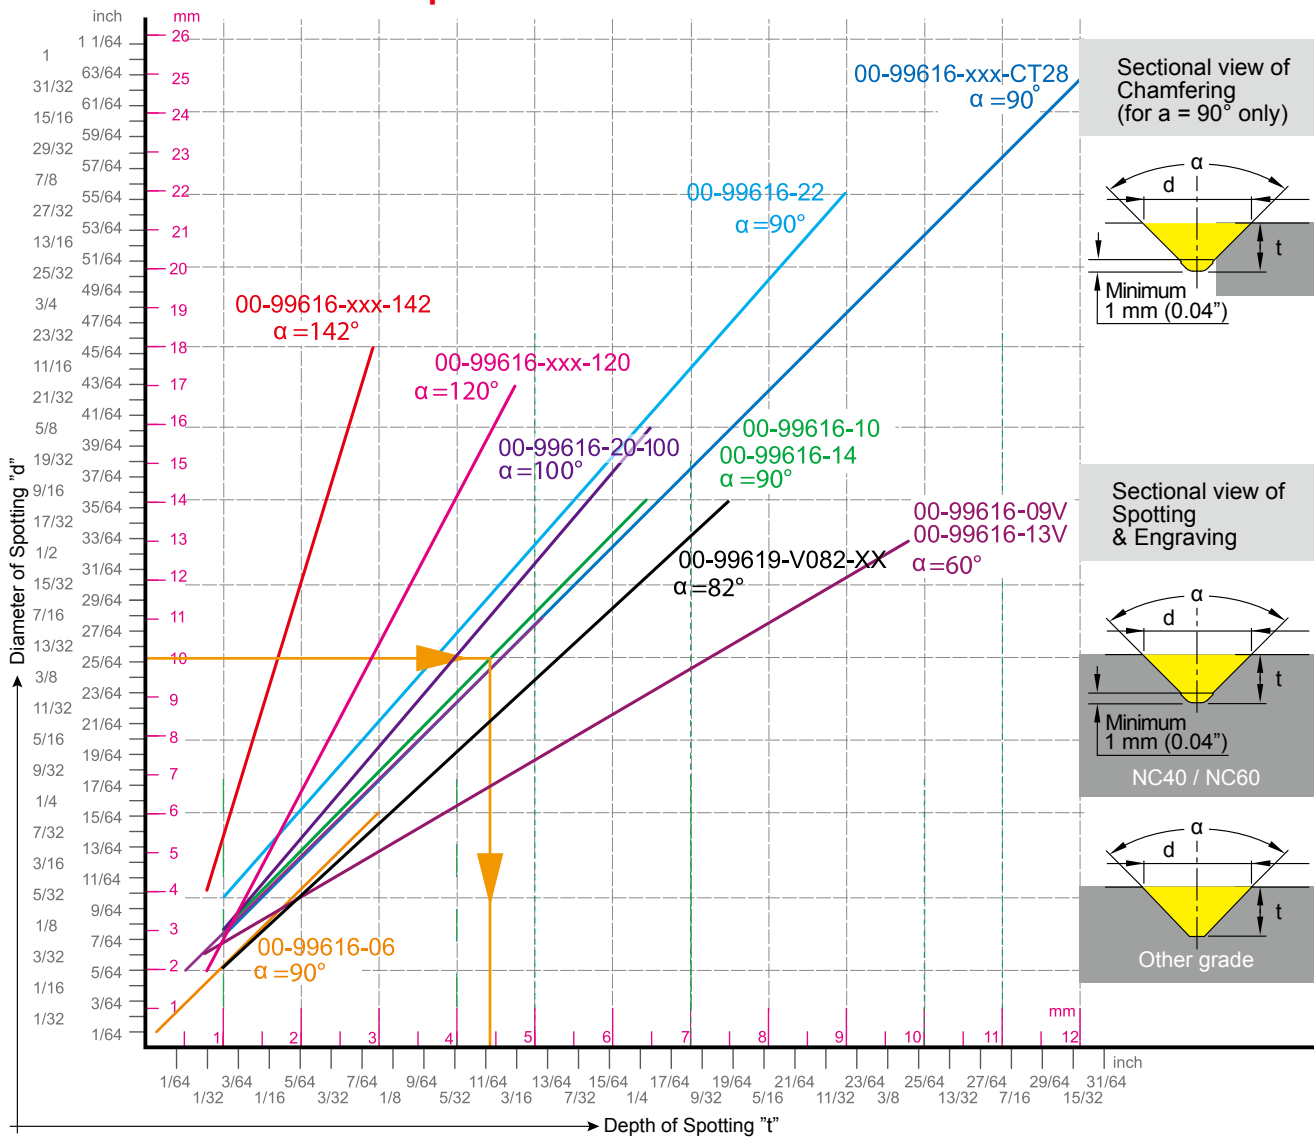 inch
mm
1 1/64
1
63/64
31/32
61/64
15/16
59/64
29/32
57/64
7/8
55/64
27/32
53/64
13/16
51/64
25/32
49/64
3/4
47/64
23/32
45/64
11/16
43/64
21/32
41/64
5/8
39/64
19/32
37/64
9/16
35/64
17/32
33/64
1/2
31/64
15/32
29/64
7/16
27/64
13/32
25/64
3/8
23/64
11/32
21/64
5/16
19/64
9/32
17/64
1/4
15/64
7/32
13/64
3/16
11/64
5/32
9/64
1/8
7/64
3/32
5/64
1/16
3/64
1/32
1/64
26
25
24
23
22
21
20
19
18
17
16
15
14
13
12
11
10
9
8
7
6
5
4
3
2
1
Diameter of Spotting "d"
00-99616-xxx-CT28
α=90°
00-99616-22
α=90°
00-99616-xxx-142
α=142°
00-99616-xxx-120
α=120°
00-99616-20-100
α=100°
00-99616-10
00-99616-14
α=90°
00-99616-09V
00-99616-13V
α=60°
00-99619-V082-XX
α=82°
00-99616-06
α=90°
mm
1 2 3 4 5 6 7 8 9 10 11 12
inch
1/64 3/64 5/64 7/64 9/64 11/64 13/64 15/64 17/64 19/64 21/64 23/64 25/64 27/64 29/64 31/64
1/32 1/16 3/32 1/8 5/32 3/16 7/32 1/4 9/32 5/16 11/32 3/8 13/32 7/16 15/32
Depth of Spotting "t"
Sectional view of
Chamfering
(for a = 90° only)
α
d
t
Minimum
1 mm (0.04")
Sectional view of
Spotting
& Engraving
α
d
t
Minimum
1 mm (0.04")
NC40 / NC60
α
d
t
Other grade